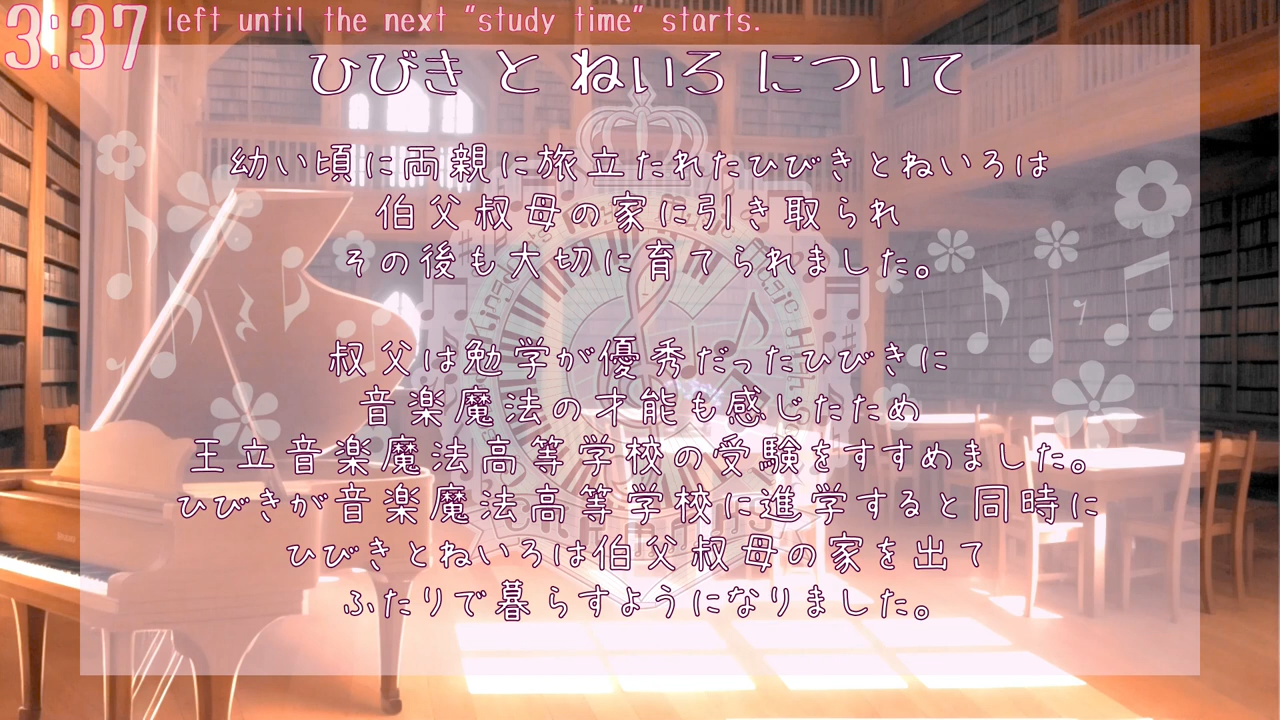 3:37 left until the next "study time" starts.
ひびき と ねいろ について
幼い頃に両親に旅立たれたひびきとねいろは
伯父叔母の家に引き取られ
その後も大切に育てられました。
叔父は勉学が優秀だったひびきに
音楽魔法の才能も感じたため
王立音楽魔法高等学校の受験をすすめました。
ひびきが音楽魔法高等学校に進学すると同時に
ひびきとねいろは伯父叔母の家を出て
ふたりで暮らすようになりました。